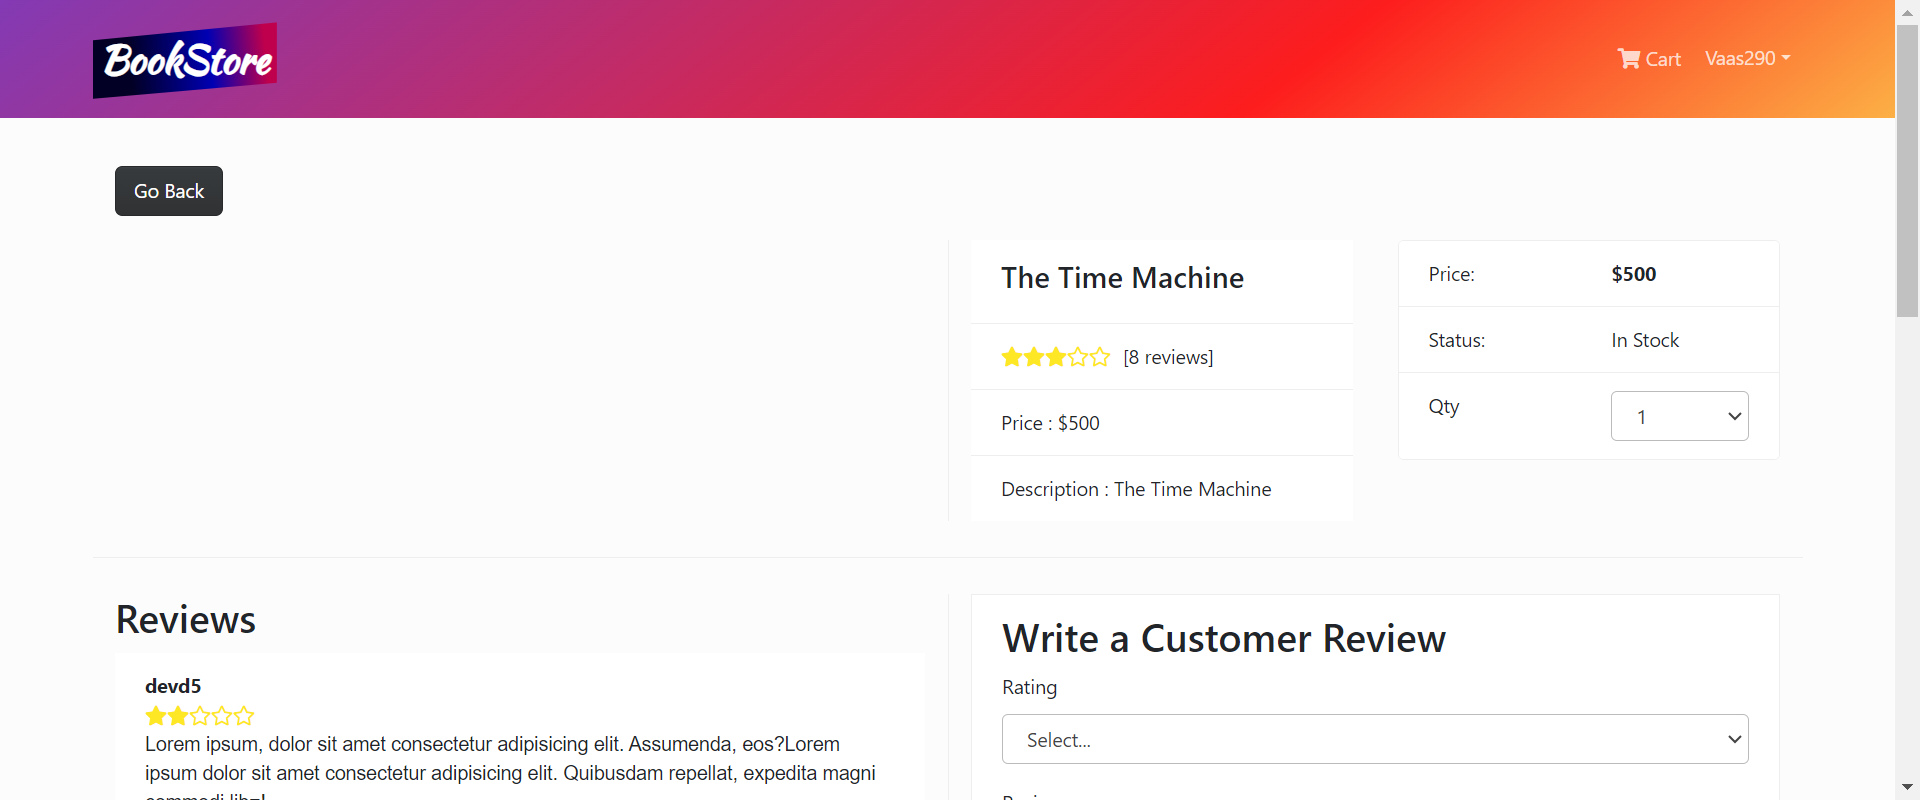 BookStore
Cart
Vaas290
Go Back
The Time Machine
[8 reviews]
Price : $500
Description : The Time Machine
Price:
$500
Status:
In Stock
Qty
1
Reviews
devd5
Lorem ipsum, dolor sit amet consectetur adipisicing elit. Assumenda, eos?Lorem
ipsum dolor sit amet consectetur adipisicing elit. Quibusdam repellat, expedita magni
Write a Customer Review
Rating
Select...